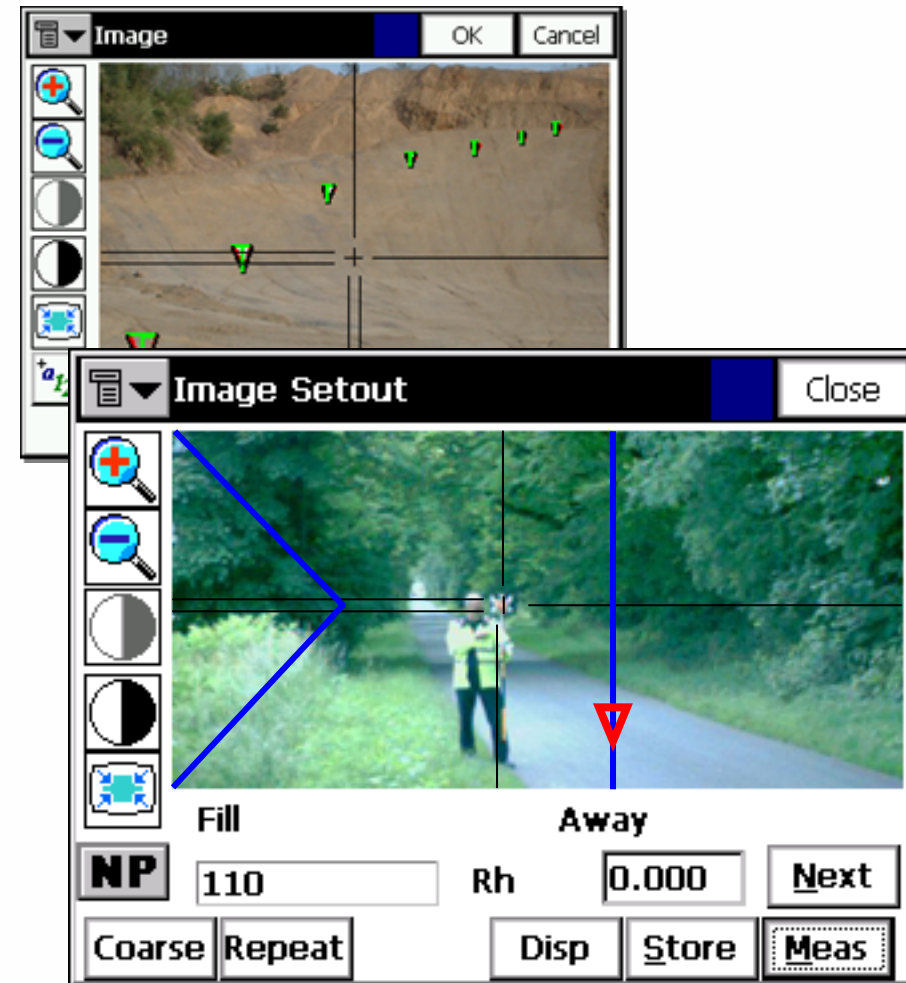 Image OK Cancel
Image Setout Close
Fill Away
NP 110 Rh 0.000 Next
Coarse Repeat Disp Store Meas